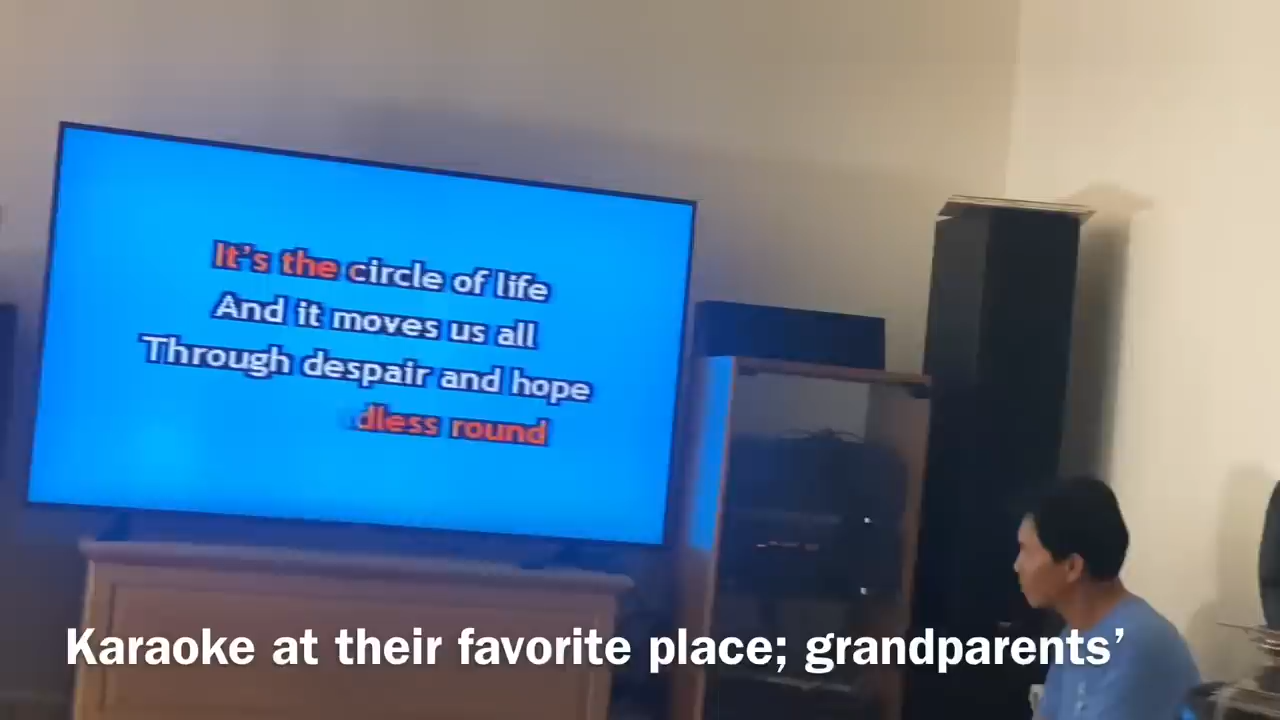 It's the circle of life
And it moves us all
Through despair and hope
dless round
Karaoke at their favorite place; grandparents’